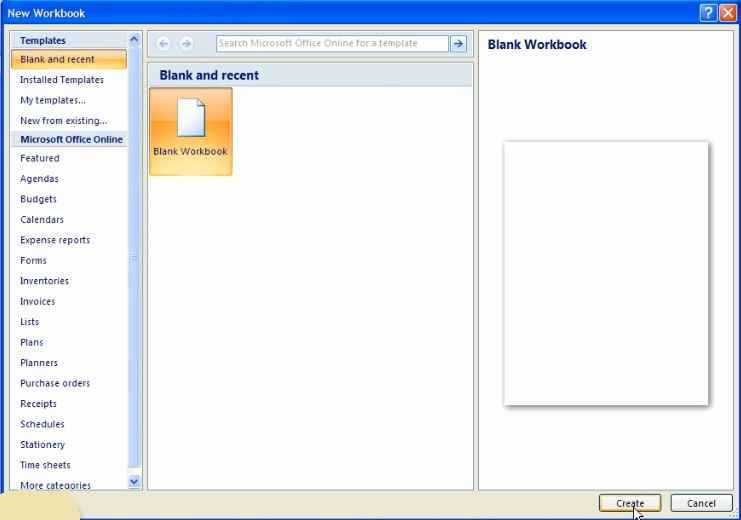 New Workbook
Templates
Blank and recent
Installed Templates
My templates...
New from existing...
Microsoft Office Online
Featured
Agendas
Budgets
Calendars
Expense reports
Forms
Inventories
Invoices
Lists
Plans
Planners
Purchase orders
Receipts
Schedules
Stationery
Time sheets
More categories
Search Microsoft Office Online for a template
Blank and recent
Blank Workbook
Blank Workbook
Create
Cancel